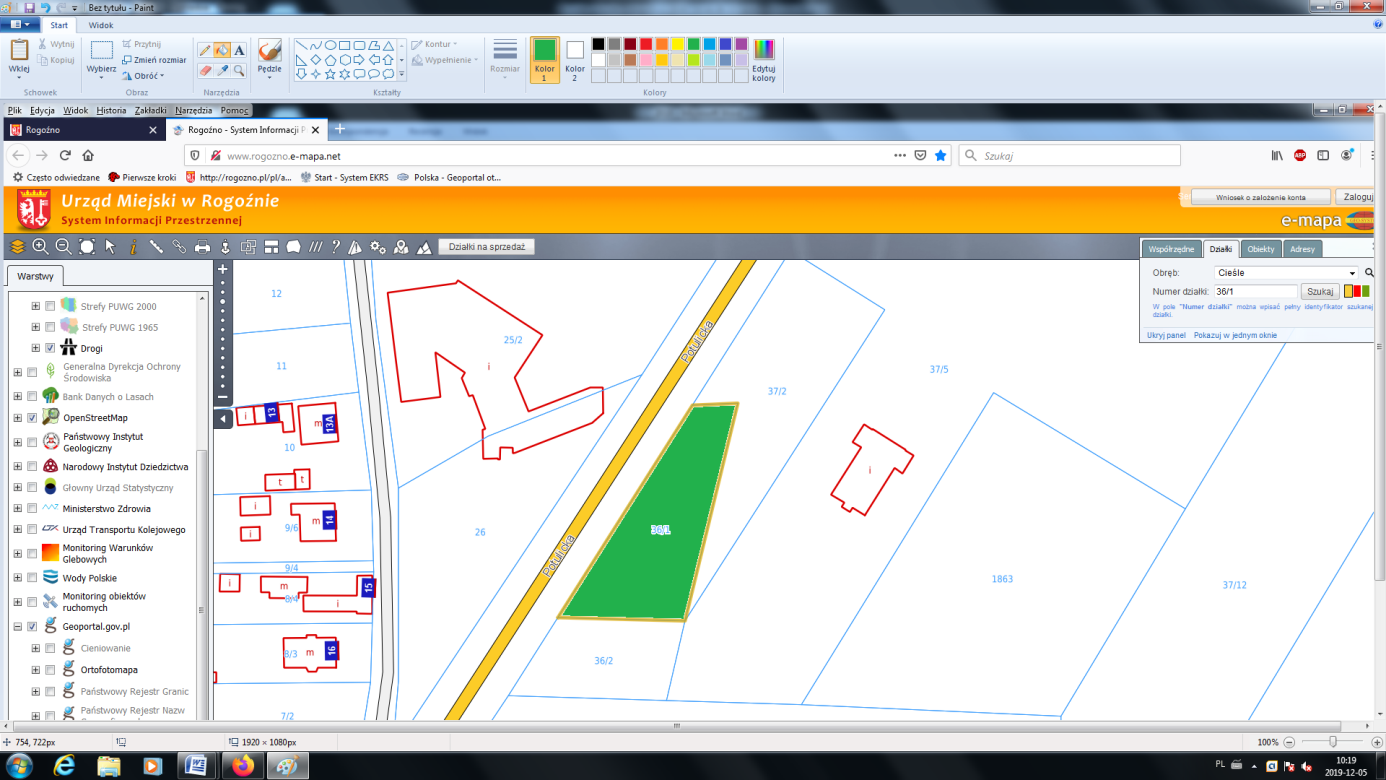 Bez tytułu - Paint
Start
Widok
Wklej
Wytnij
Kopiuj
Schowek
Wybierz
Przytnij
Zmień rozmiar
Obróć
Obraz
A
Narzędzia
Pędzle
Kontur
Wypełnienie
Kształty
Rozmiar
Kolor 1
Kolor 2
Edytuj kolory
Kolory
Plik Edycja Widok Historia Zakładki Narzędzia Pomoc
Rogoźno
Rogoźno - System Informacji P
www.rogozno.e-mapa.net
Szukaj
ABP
Często odwiedzane
Pierwsze kroki
http://rogozno.pl/pl/a...
Start - System EKRS
Polska - Geoportal ot...
Urząd Miejski w Rogoźnie
System Informacji Przestrzennej
Wniosek o założenie konta
Zaloguj
e-mapa
Działki na sprzedaż
Współrzędne
Działki
Obiekty
Adresy
Obręb:
Cieśle
Numer działki:
36/1
Szukaj
W pole "Numer działki" można wpisać pełny identyfikator szukanej
działki.
Ukryj panel
Pokazuj w jednym oknie
Warstwy
Strefy PUWG 2000
Strefy PUWG 1965
Drogi
Generalna Dyrekcja Ochrony
Środowiska
Bank Danych o Lasach
OpenStreetMap
Państwowy Instytut
Geologiczny
Narodowy Instytut Dziedzictwa
Główny Urząd Statystyczny
Ministerstwo Zdrowia
Urząd Transportu Kolejowego
Monitoring Warunków
Glebowych
Wody Polskie
Monitoring obiektów
ruchomych
Geoportal.gov.pl
Cieniowanie
Ortofotomapa
Państwowy Rejestr Granic
Państwowy Rejestr Nazw
12
11
13
i
m
13A
10
t
t
i
m
14
9/6
i
9/4
i
m
15
8/4
i
8/3
m
16
7/2
25/2
i
26
Potulicka
Potulicka
36/1
36/2
37/2
37/5
i
1863
37/12
754, 722px
1920 × 1080px
100%
PL
10:19
2019-12-05